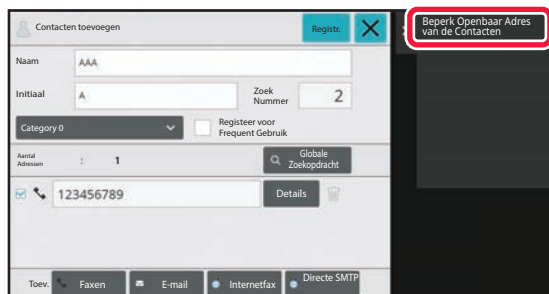 Contacten toevoegen
Registr.
Beperk Openbaar Adres
van de Contacten
Naam
AAA
Initiaal
A
Zoek
Nummer
2
Category 0
Registeer voor
Frequent Gebruik
Aantal
Adressen
:
1
Globale
Zoekopdracht
123456789
Details
Toev.
Faxen
E-mail
Internetfax
Directe SMTP